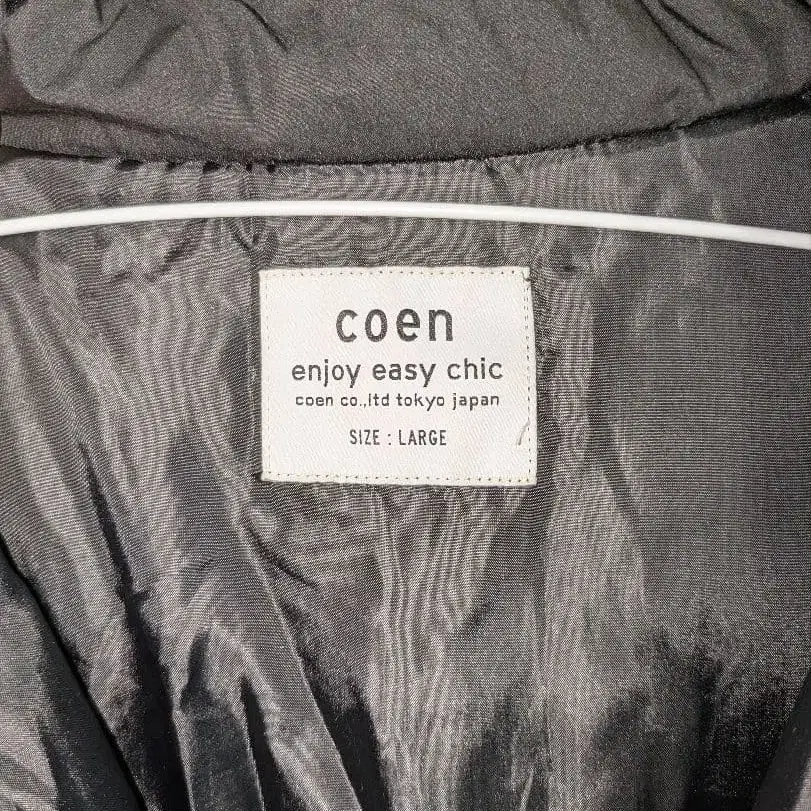 coen
enjoy easy chic
coen co.,ltd tokyo japan
SIZE : LARGE